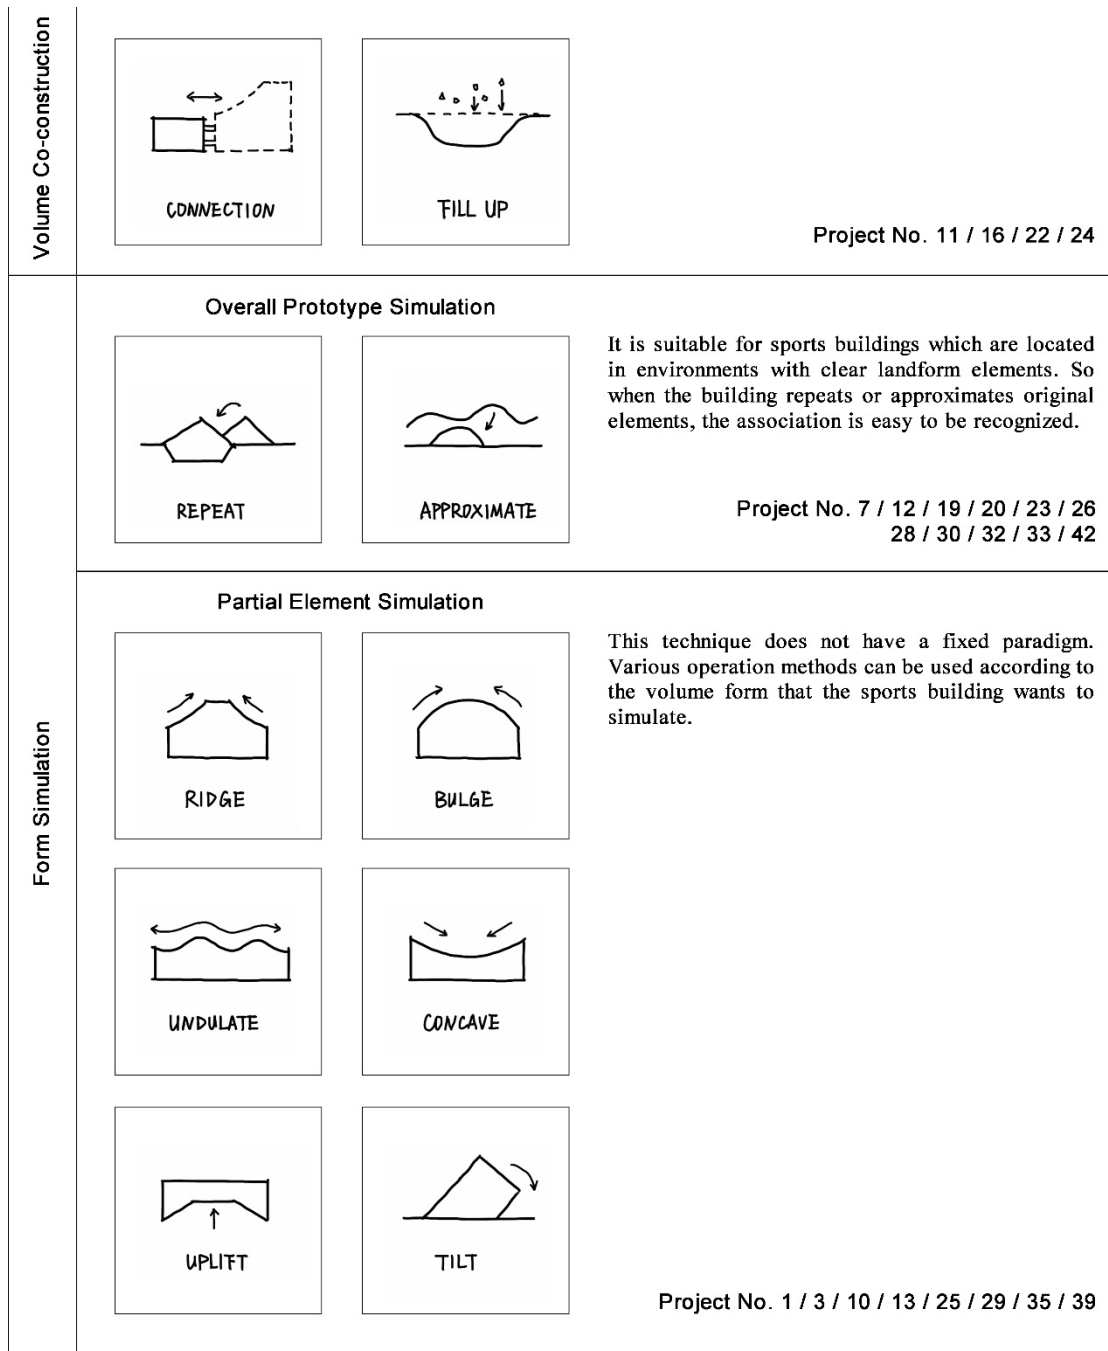 Volume Co-construction
CONNECTION
FILL UP
Project No. 11 / 16 / 22 / 24
Form Simulation
Overall Prototype Simulation
REPEAT
APPROXIMATE
It is suitable for sports buildings which are located
in environments with clear landform elements. So
when the building repeats or approximates original
elements, the association is easy to be recognized.
Project No. 7 / 12 / 19 / 20 / 23 / 26
28 / 30 / 32 / 33 / 42
Partial Element Simulation
RIDGE
BULGE
This technique does not have a fixed paradigm.
Various operation methods can be used according to
the volume form that the sports building wants to
simulate.
UNDULATE
CONCAVE
UPLIFT
TILT
Project No. 1 / 3 / 10 / 13 / 25 / 29 / 35 / 39